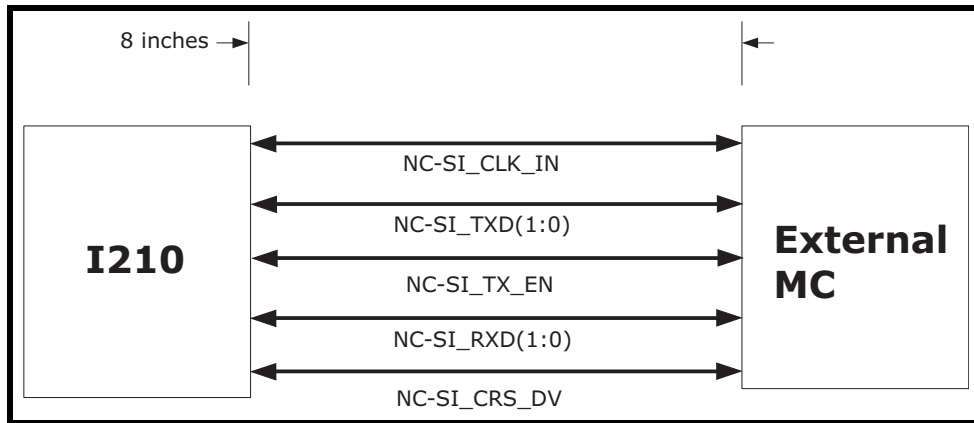 8 inches
NC-SI_CLK_IN
NC-SI_TXD(1:0)
I210
External
MC
NC-SI_TX_EN
NC-SI_RXD(1:0)
NC-SI_CRS_DV